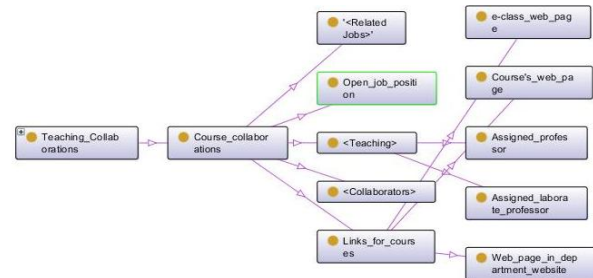 Teaching_Collab
orations
Course_collabor
ations
'<Related
Jobs>'
Open_job_positi
on
<Teaching>
<Collaborators>
Links_for_cours
es
e-class_web_pag
e
Course's_web_pa
ge
Assigned_profes
sor
Assigned_labora
te_professor
Web_page_in_dep
artment_website